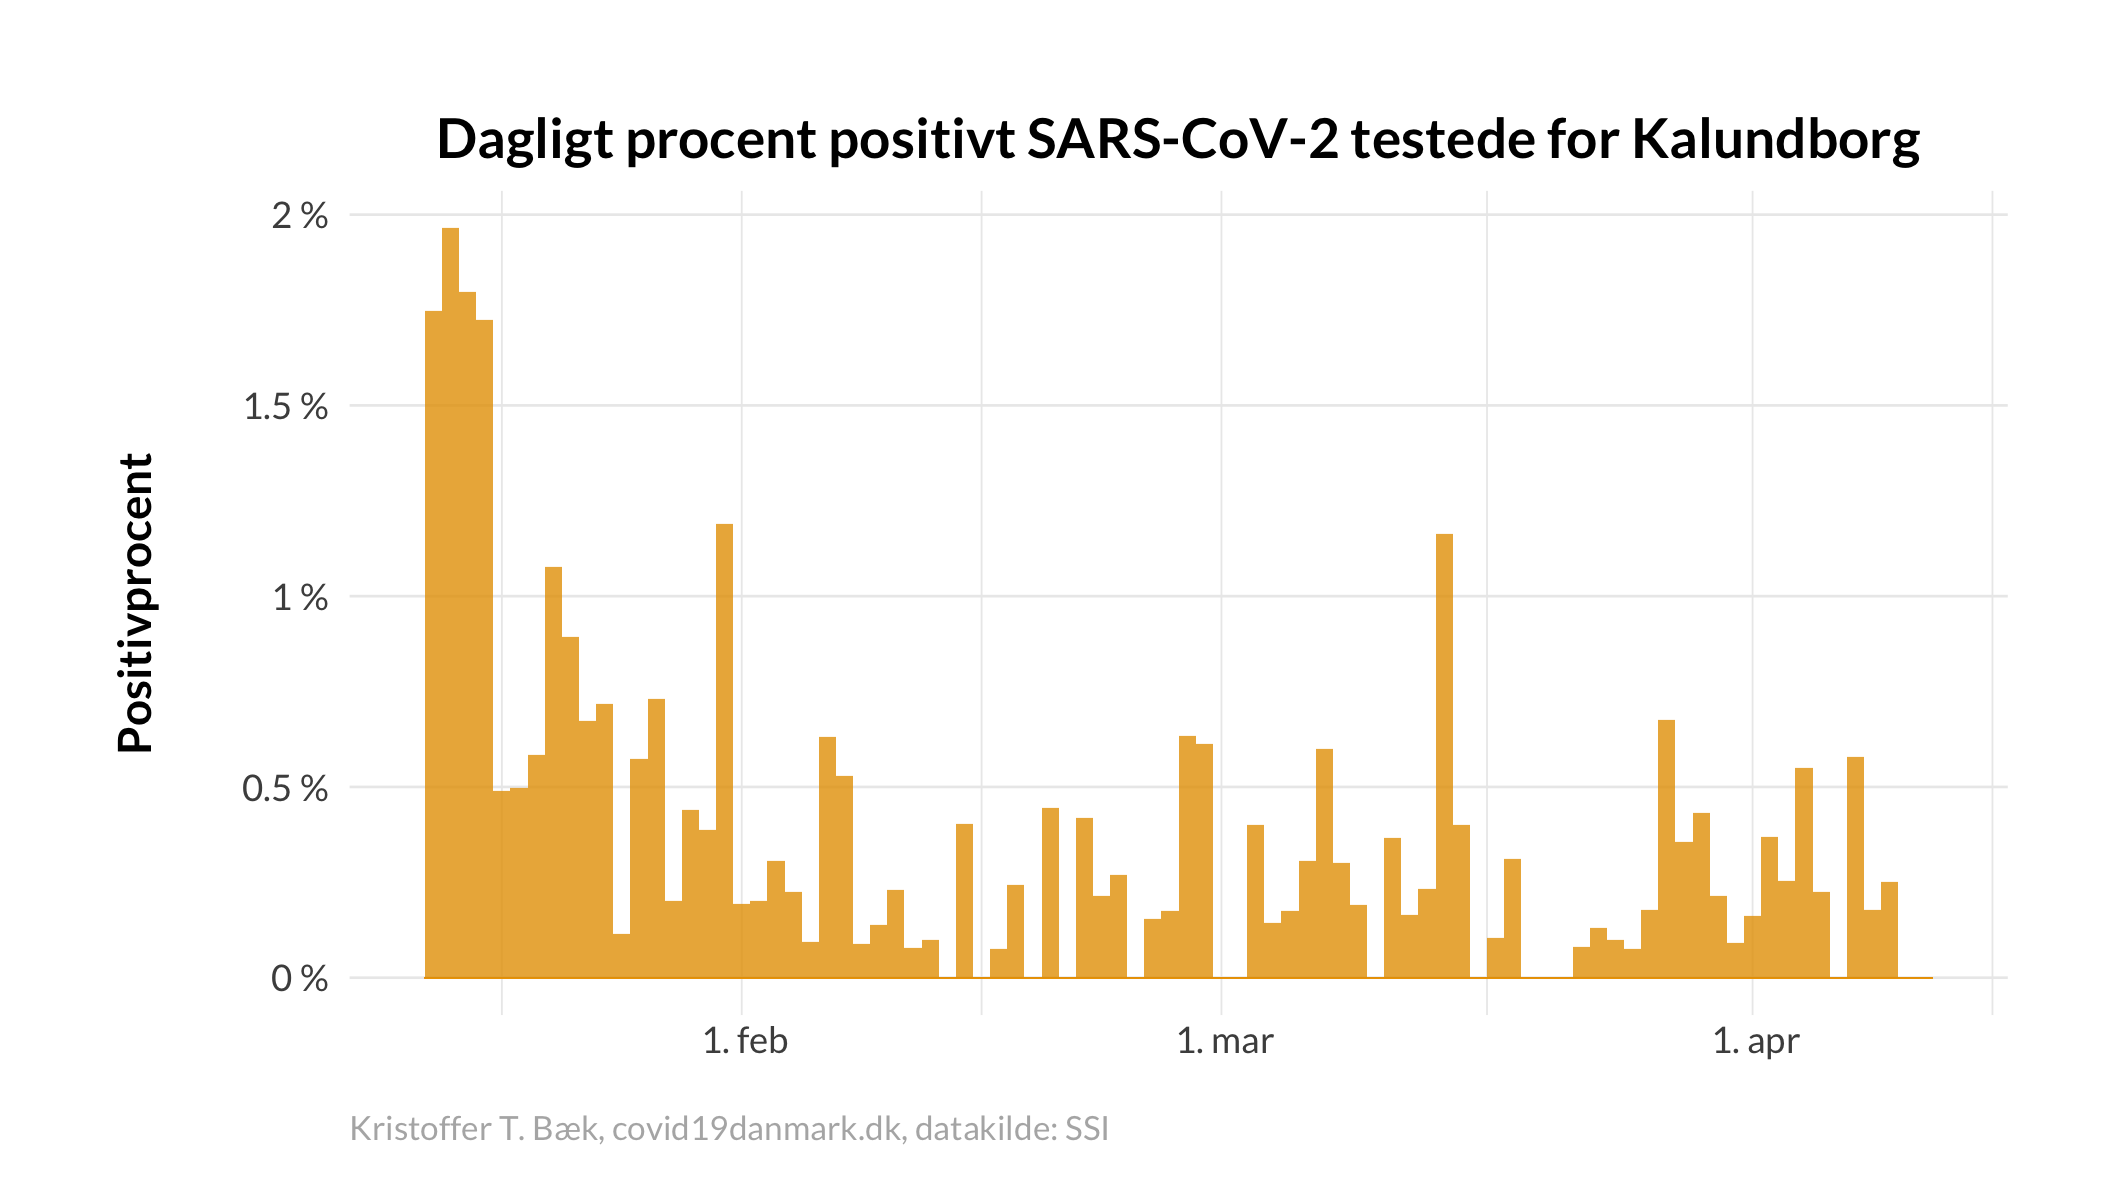 Dagligt procent positivt SARS-CoV-2 testede for Kalundborg
Positivprocent
2 %
1.5 %
1 %
0.5 %
0 %
1. feb
1. mar
1. apr
Kristoffer T. Bæk, covid19danmark.dk, datakilde: SSI